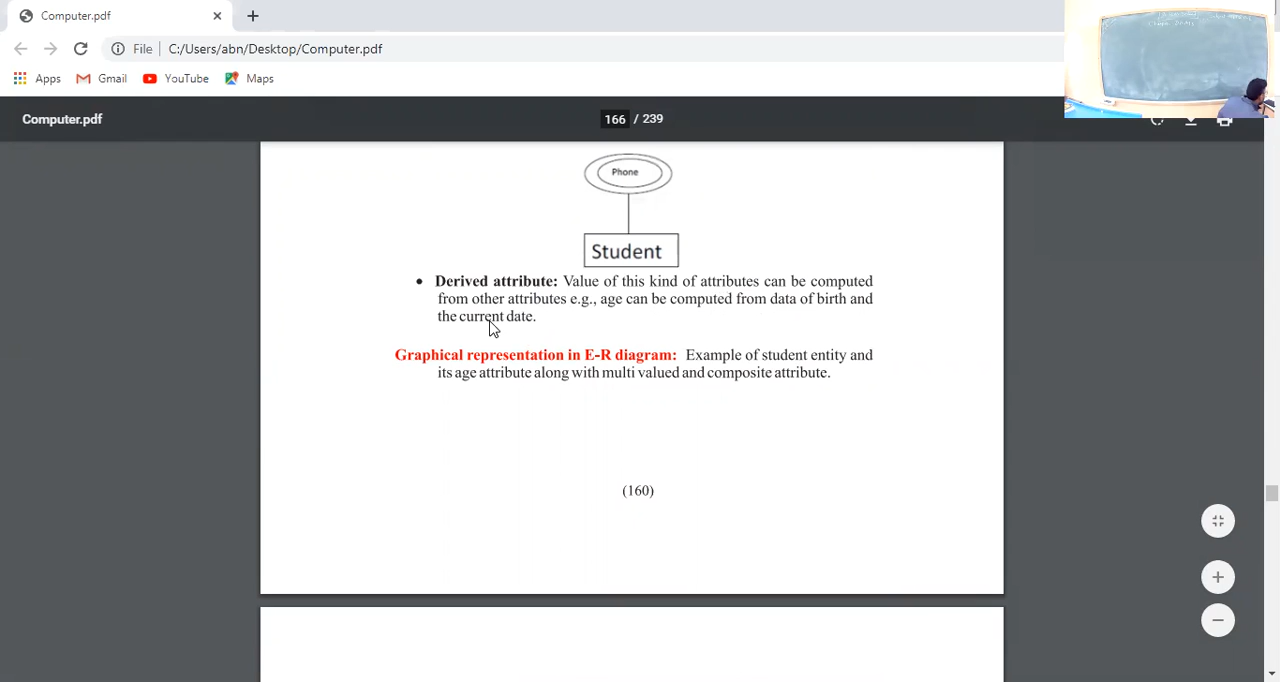 Computer.pdf
File
C:/Users/abn/Desktop/Computer.pdf
Apps
Gmail
YouTube
Maps
Computer.pdf
166 / 239
Phone
Student
• Derived attribute: Value of this kind of attributes can be computed
from other attributes e.g., age can be computed from data of birth and
the current date.
Graphical representation in E-R diagram: Example of student entity and
its age attribute along with multi valued and composite attribute.
(160)